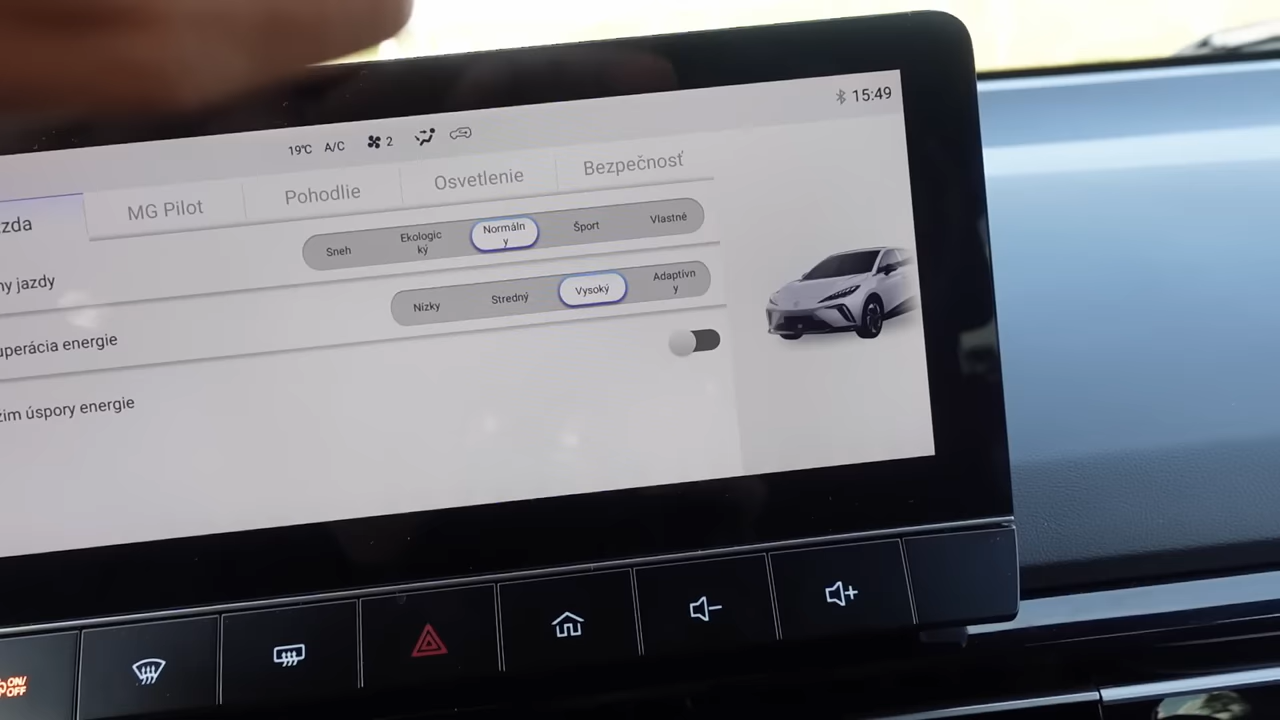 15:49
19°C A/C 2
zda MG Pilot Pohodlie Osvetlenie Bezpečnosť
ny jazdy
Sneh Ekologic
ký Normáln
y Šport Vlastné
uperácia energie
Nízky Stredný Vysoký Adaptívn
y
žim úspory energie
ON/
OFF